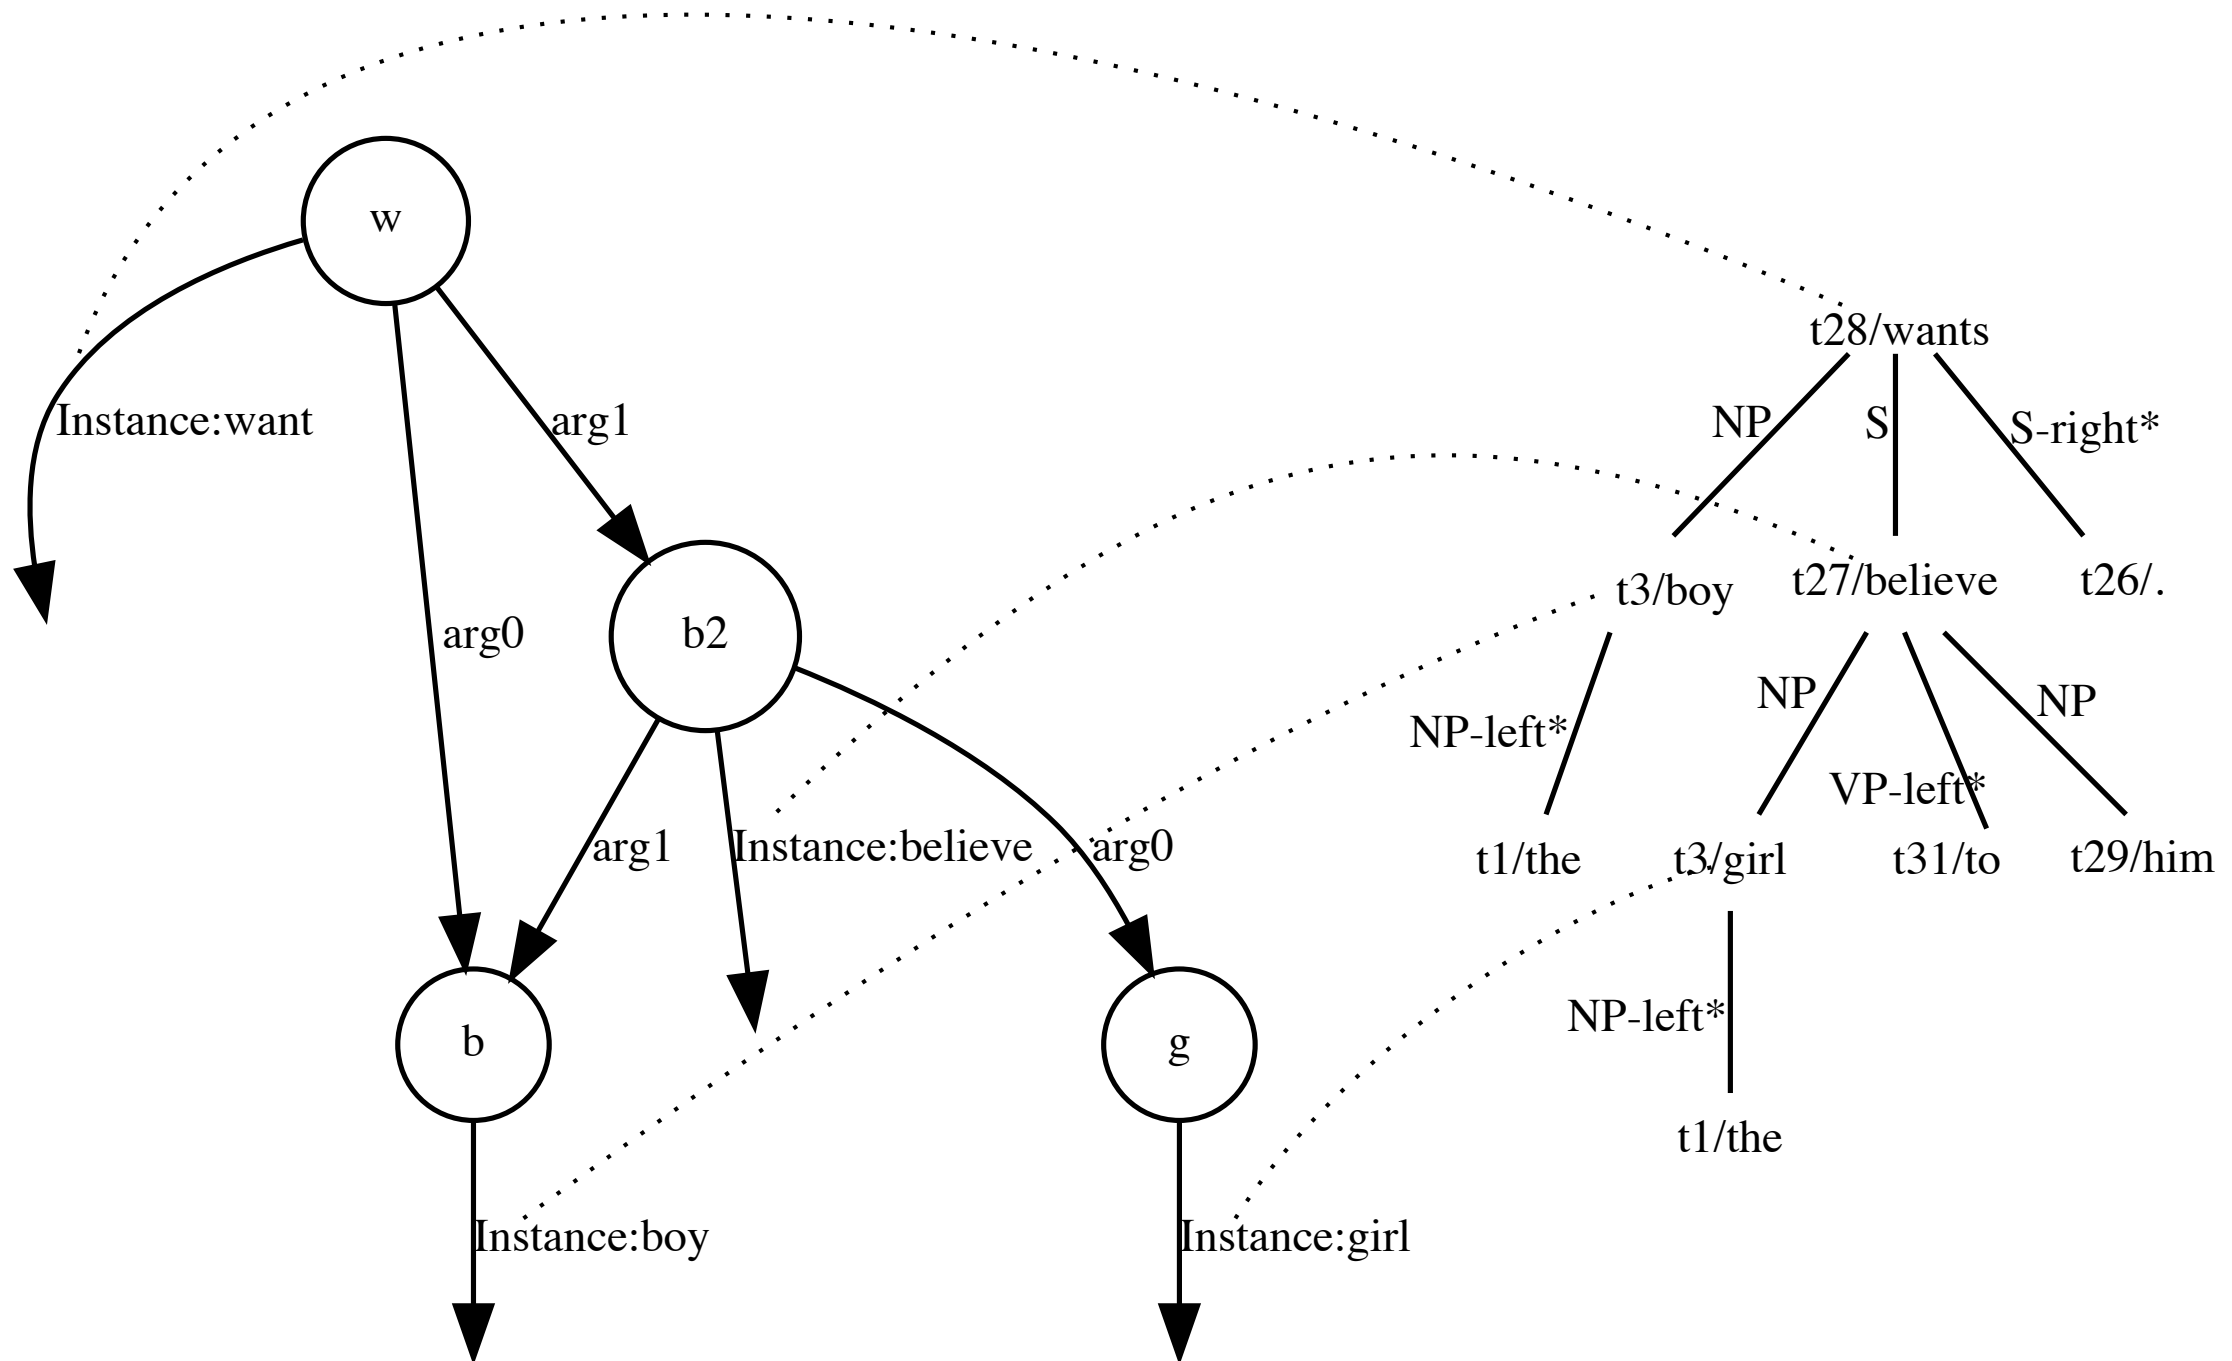 w
t28/wants
Instance:want
arg1
NP
S
S-right*
arg0
b2
t3/boy
t27/believe
t26/.
NP-left*
NP
VP-left*
NP
arg1
Instance:believe
arg0
t1/the
t3/girl
t31/to
t29/him
b
g
NP-left*
t1/the
Instance:boy
Instance:girl